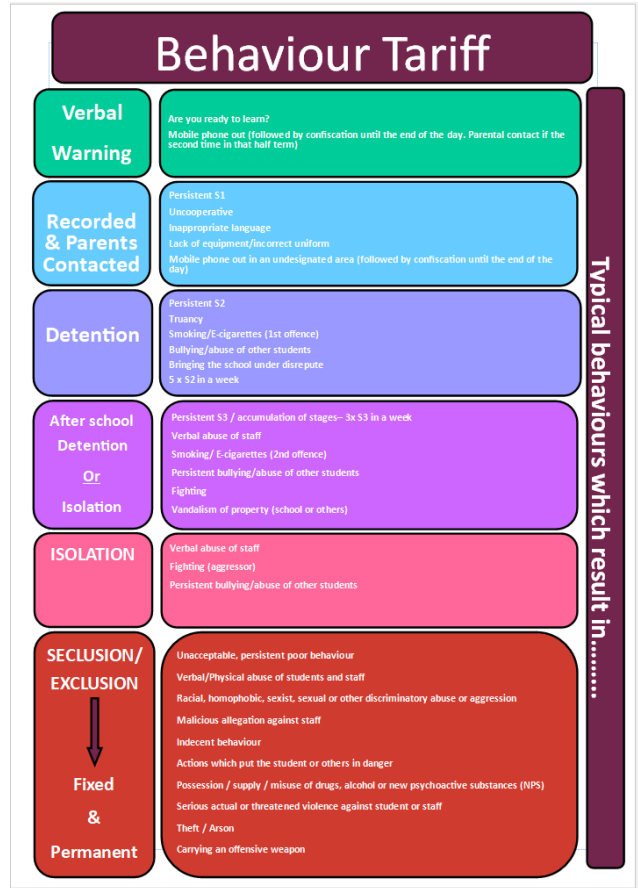 Behaviour Tariff
Verbal
Warning
Are you ready to learn?
Mobile phone out (followed by confiscation until the end of the day. Parental contact if the
second time in that half term)
Recorded
& Parents
Contacted
Persistent S1
Uncooperative
Inappropriate language
Lack of equipment/incorrect uniform
Mobile phone out in an undesignated area (followed by confiscation until the end of the
day)
Detention
Persistent S2
Truancy
Smoking/E-cigarettes (1st offence)
Bullying/abuse of other students
Bringing the school under disrepute
5 x S2 in a week
After school
Detention
Or
Isolation
Persistent S3 / accumulation of stages– 3x S3 in a week
Verbal abuse of staff
Smoking/ E-cigarettes (2nd offence)
Persistent bullying/abuse of other students
Fighting
Vandalism of property (school or others)
ISOLATION
Verbal abuse of staff
Fighting (aggressor)
Persistent bullying/abuse of other students
SECLUSION/
EXCLUSION
Fixed
&
Permanent
Unacceptable, persistent poor behaviour
Verbal/Physical abuse of students and staff
Racial, homophobic, sexist, sexual or other discriminatory abuse or aggression
Malicious allegation against staff
Indecent behaviour
Actions which put the student or others in danger
Possession / supply / misuse of drugs, alcohol or new psychoactive substances (NPS)
Serious actual or threatened violence against student or staff
Theft / Arson
Carrying an offensive weapon
Typical behaviours which result in.........